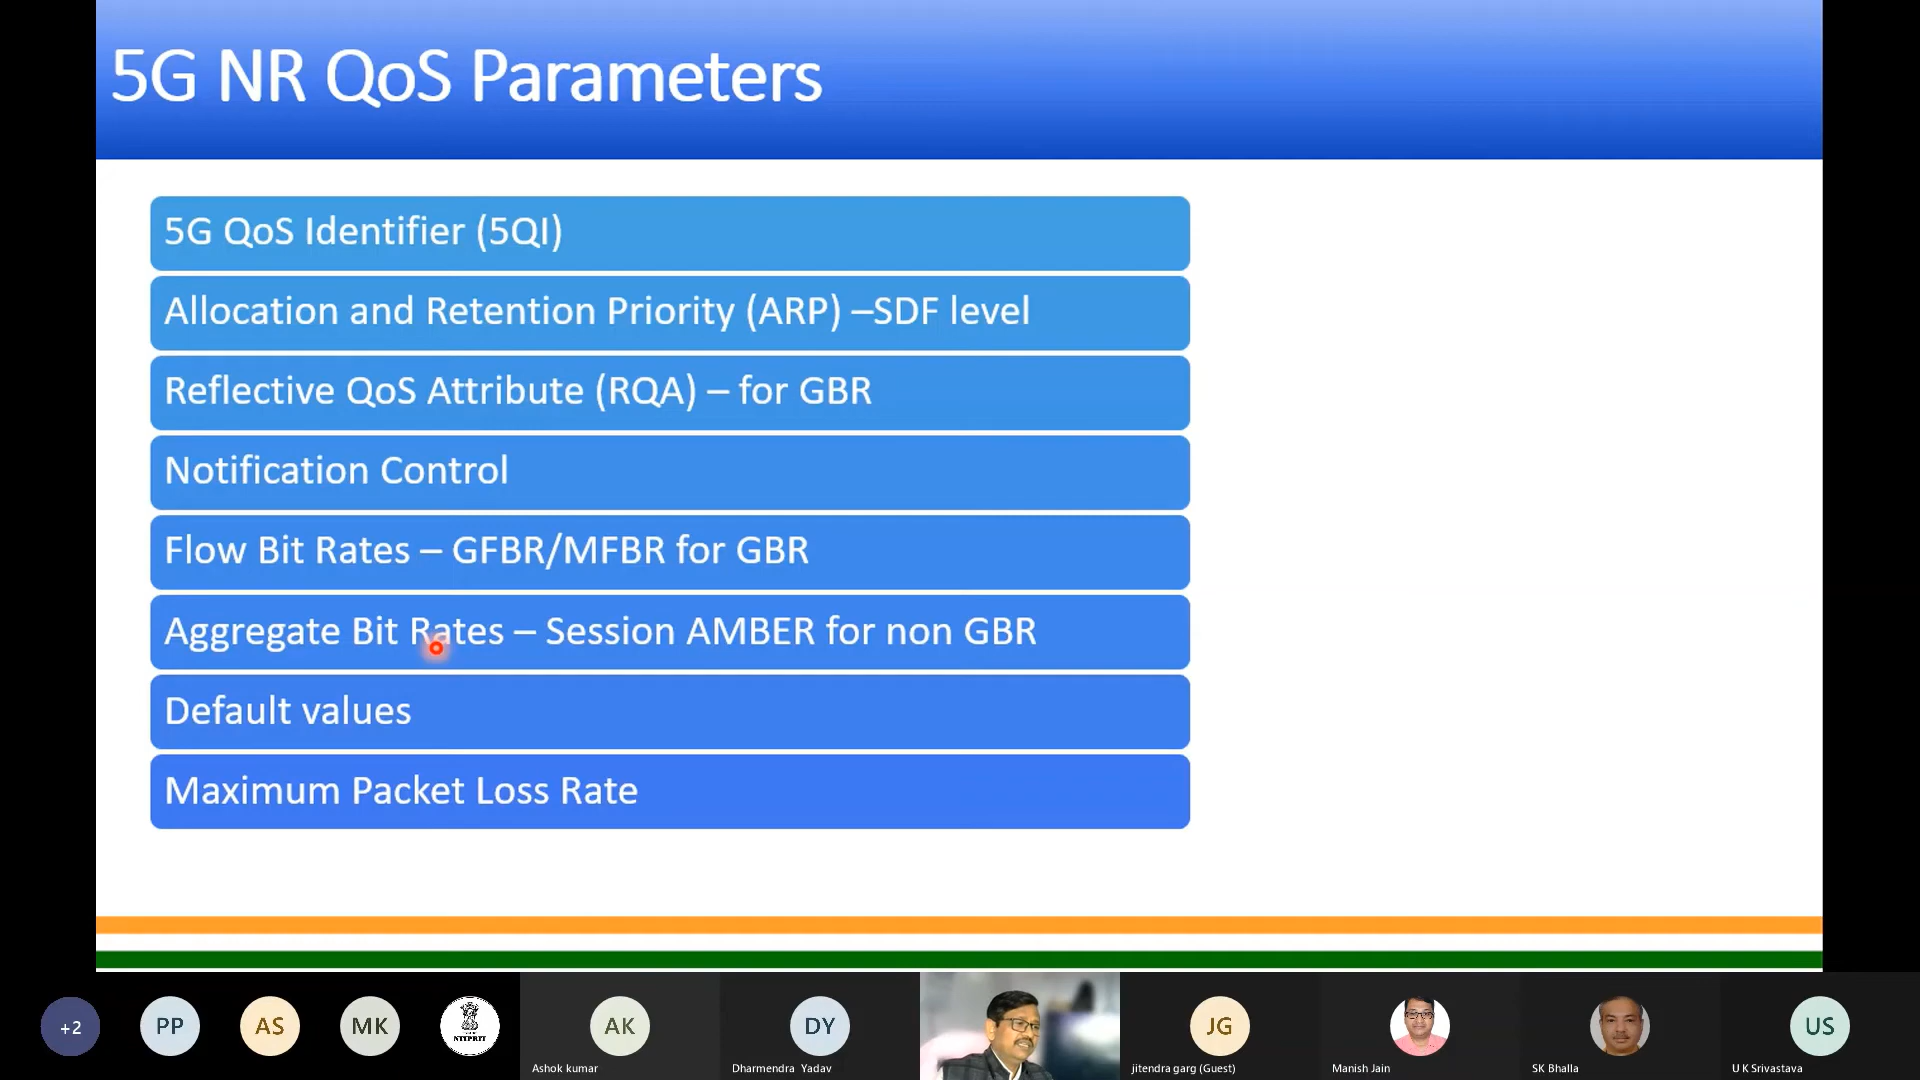 5G NR QoS Parameters
5G QoS Identifier (5QI)
Allocation and Retention Priority (ARP) –SDF level
Reflective QoS Attribute (RQA) – for GBR
Notification Control
Flow Bit Rates – GFBR/MFBR for GBR
Aggregate Bit Rates – Session AMBER for non GBR
Default values
Maximum Packet Loss Rate
+2
PP
AS
MK
NTIPRIT
AK
Ashok kumar
DY
Dharmendra Yadav
JG
jitendra garg (Guest)
Manish Jain
SK Bhalla
US
U K Srivastava